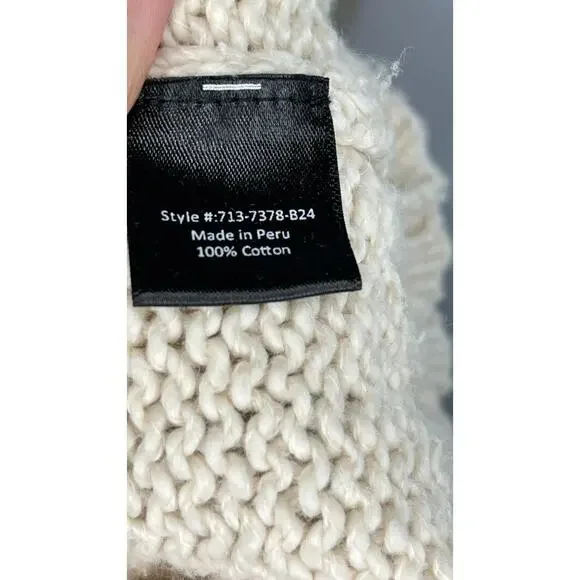 Style #:713-7378-B24
Made in Peru
100% Cotton